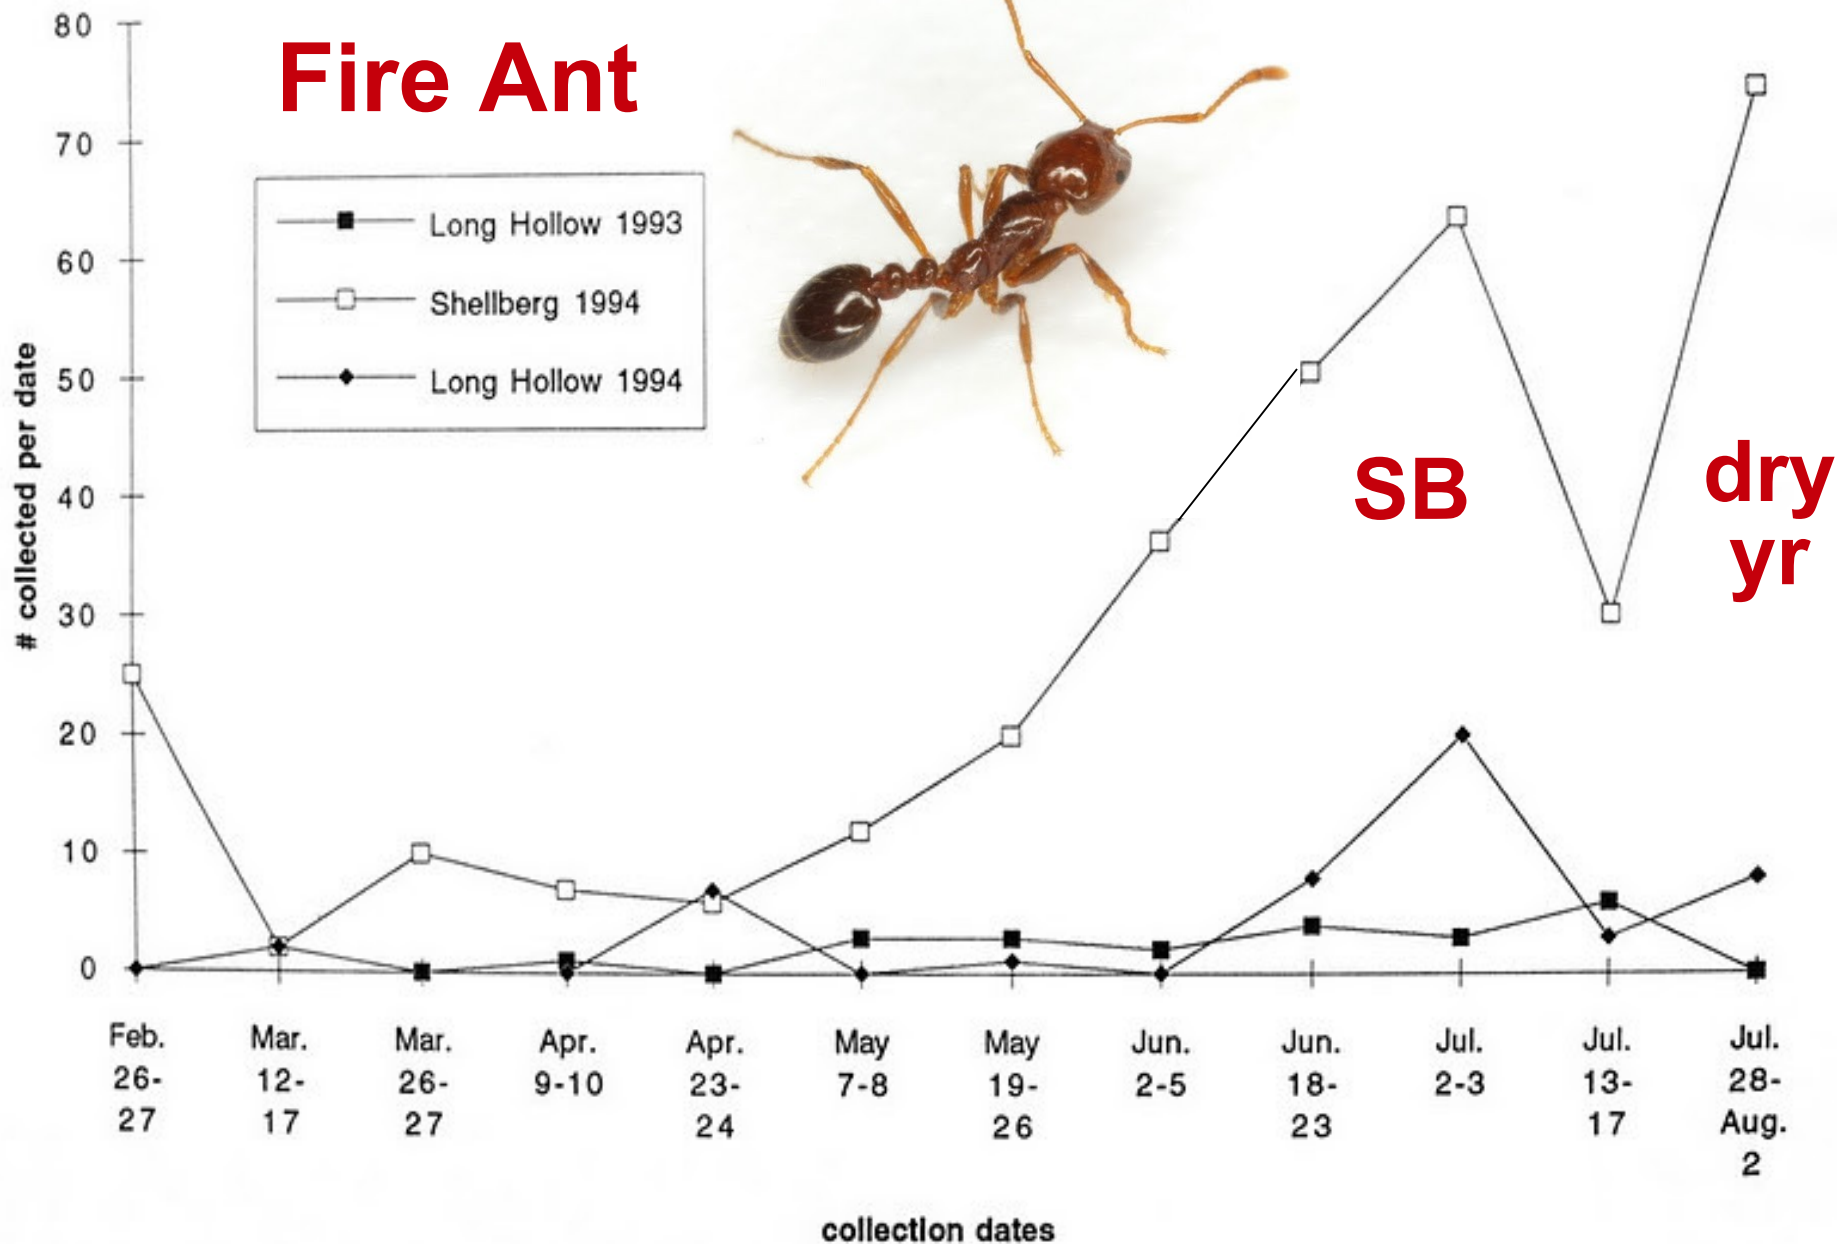 Fire Ant
Long Hollow 1993
Shellberg 1994
Long Hollow 1994
# collected per date
80
70
60
50
40
30
20
10
0
SB
dry
yr
Feb.
26-
27
Mar.
12-
17
Mar.
26-
27
Apr.
9-10
Apr.
23-
24
May
7-8
May
19-
26
Jun.
2-5
Jun.
18-
23
Jul.
2-3
Jul.
13-
17
Jul.
28-
Aug.
2
collection dates